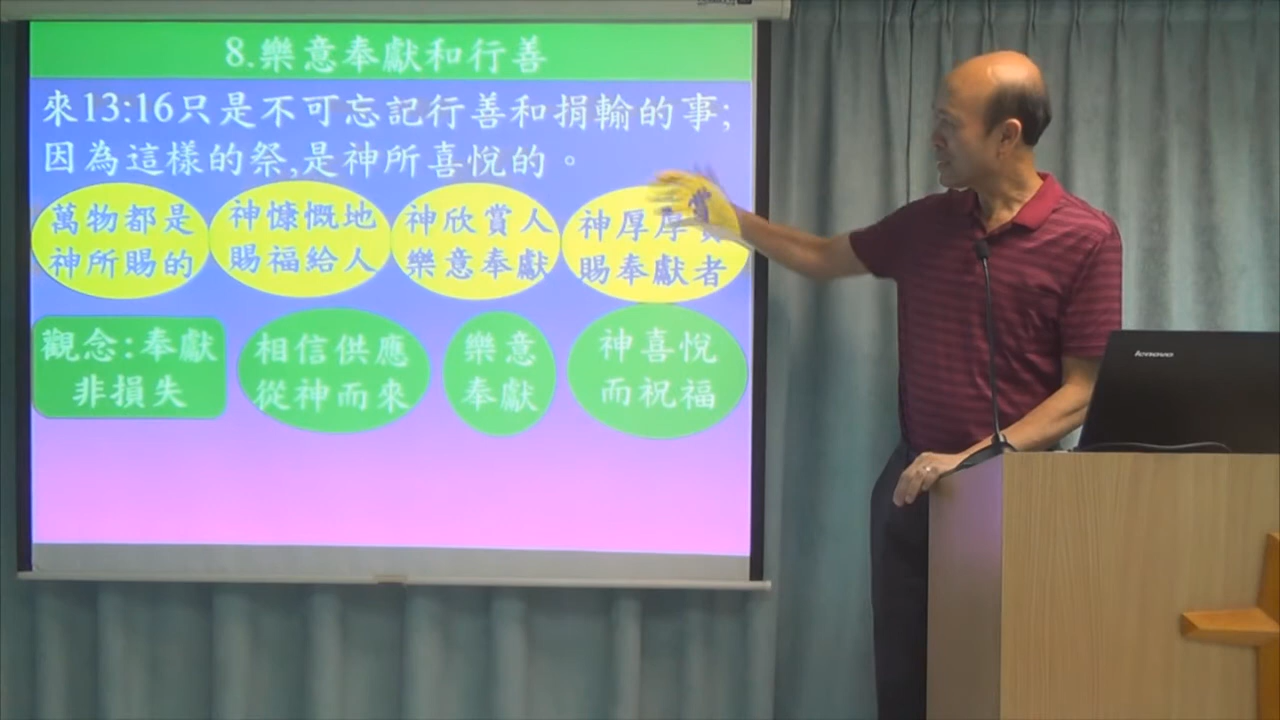 8.樂意奉獻和行善
來13:16只是不可忘記行善和捐輸的事;
因為這樣的祭,是神所喜悅的。
萬物都是
神所賜的
神慷慨地
賜福給人
神欣賞人
樂意奉獻
神厚厚賞
賜奉獻者
觀念:奉獻
非損失
相信供應
從神而來
樂意
奉獻
神喜悅
而祝福
lenovo